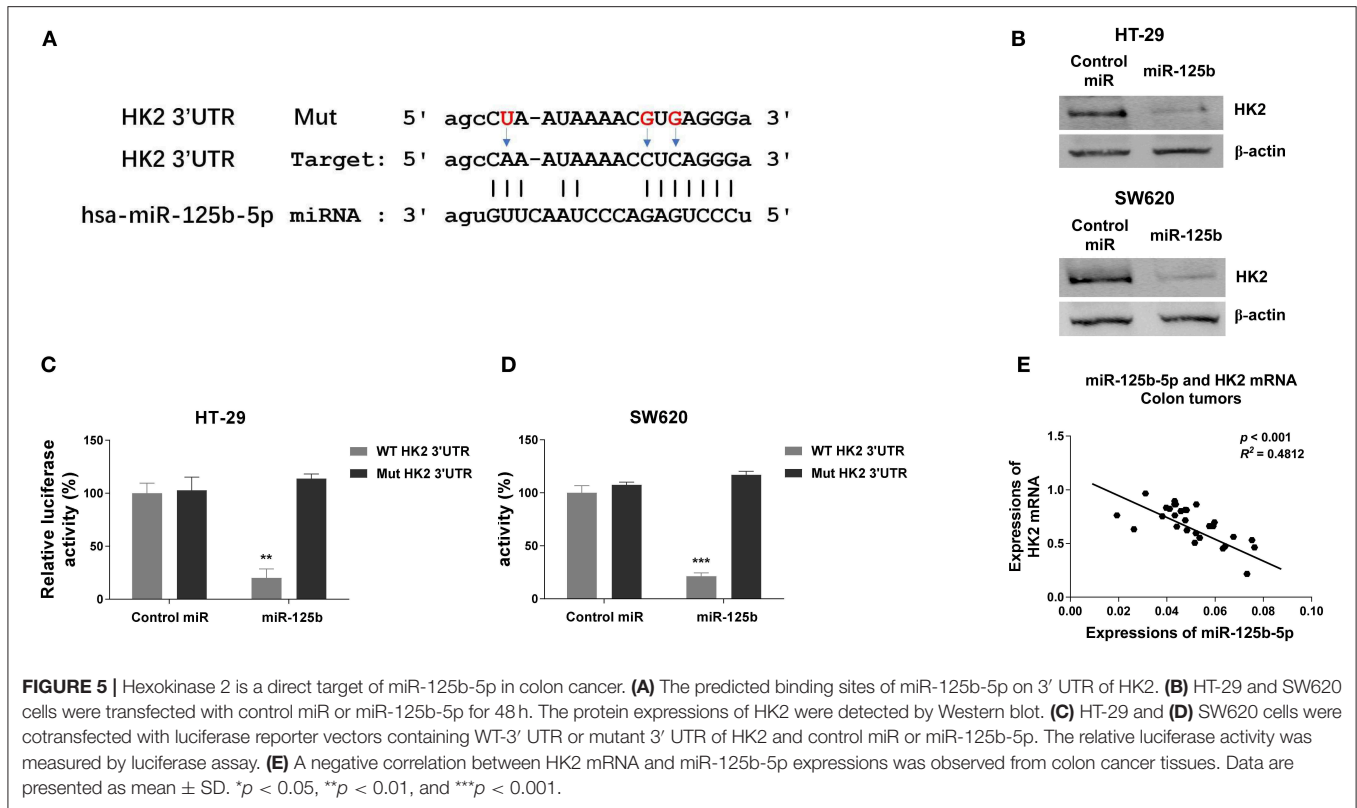 A
HK2 3'UTR Mut 5' agcCUA-AUAAAACGUGAGGGa 3'
HK2 3'UTR Target: 5' agcCAA-AUAAAACCUCAGGGa 3'
hsa-miR-125b-5p miRNA : 3' aguGUUCAAUCCCAGAGUCCCu 5'
B
HT-29
Control miR
miR-125b
HK2
β-actin
SW620
Control miR
miR-125b
HK2
β-actin
C
HT-29
Relative luciferase
activity (%)
150
100
50
0
**
Control miR
miR-125b
WT HK2 3'UTR
Mut HK2 3'UTR
D
SW620
activity (%)
150
100
50
0
***
Control miR
miR-125b
WT HK2 3'UTR
Mut HK2 3'UTR
E
miR-125b-5p and HK2 mRNA
Colon tumors
p < 0.001
R² = 0.4812
Expressions of
HK2 mRNA
1.5
1.0
0.5
0.0
0.00 0.02 0.04 0.06 0.08 0.10
Expressions of miR-125b-5p
FIGURE 5 | Hexokinase 2 is a direct target of miR-125b-5p in colon cancer. (A) The predicted binding sites of miR-125b-5p on 3′ UTR of HK2. (B) HT-29 and SW620
cells were transfected with control miR or miR-125b-5p for 48 h. The protein expressions of HK2 were detected by Western blot. (C) HT-29 and (D) SW620 cells were
cotransfected with luciferase reporter vectors containing WT-3′ UTR or mutant 3′ UTR of HK2 and control miR or miR-125b-5p. The relative luciferase activity was
measured by luciferase assay. (E) A negative correlation between HK2 mRNA and miR-125b-5p expressions was observed from colon cancer tissues. Data are
presented as mean ± SD. *p < 0.05, **p < 0.01, and ***p < 0.001.